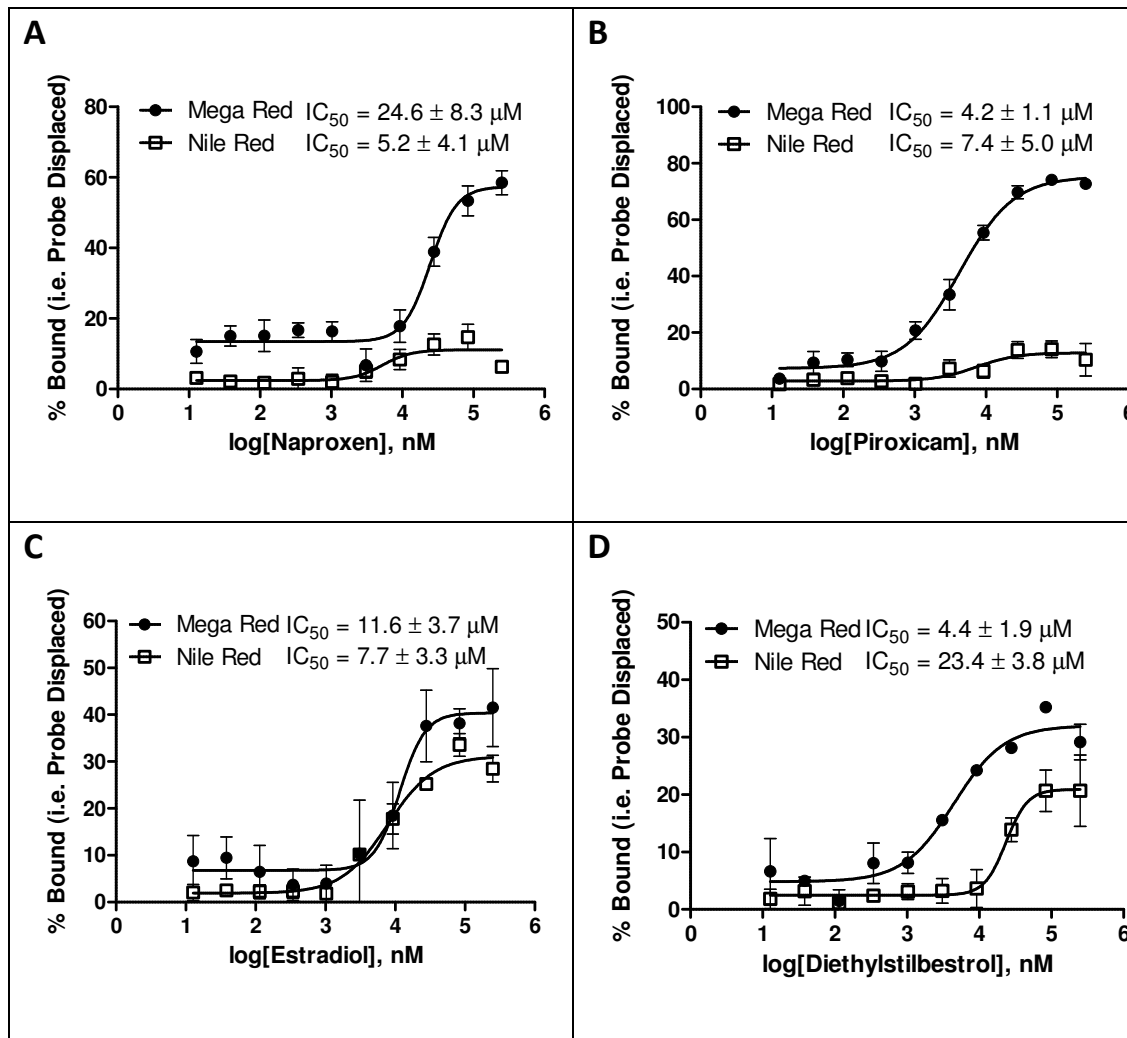 A
Mega Red IC50 = 24.6 ± 8.3 μM
Nile Red IC50 = 5.2 ± 4.1 μM
% Bound (i.e. Probe Displaced)
80
60
40
20
0
0 1 2 3 4 5 6
log[Naproxen], nM
B
Mega Red IC50 = 4.2 ± 1.1 μM
Nile Red IC50 = 7.4 ± 5.0 μM
% Bound (i.e. Probe Displaced)
100
80
60
40
20
0
0 1 2 3 4 5 6
log[Piroxicam], nM
C
Mega Red IC50 = 11.6 ± 3.7 μM
Nile Red IC50 = 7.7 ± 3.3 μM
% Bound (i.e. Probe Displaced)
60
50
40
30
20
10
0
0 1 2 3 4 5 6
log[Estradiol], nM
D
Mega Red IC50 = 4.4 ± 1.9 μM
Nile Red IC50 = 23.4 ± 3.8 μM
% Bound (i.e. Probe Displaced)
50
40
30
20
10
0
0 1 2 3 4 5 6
log[Diethylstilbestrol], nM